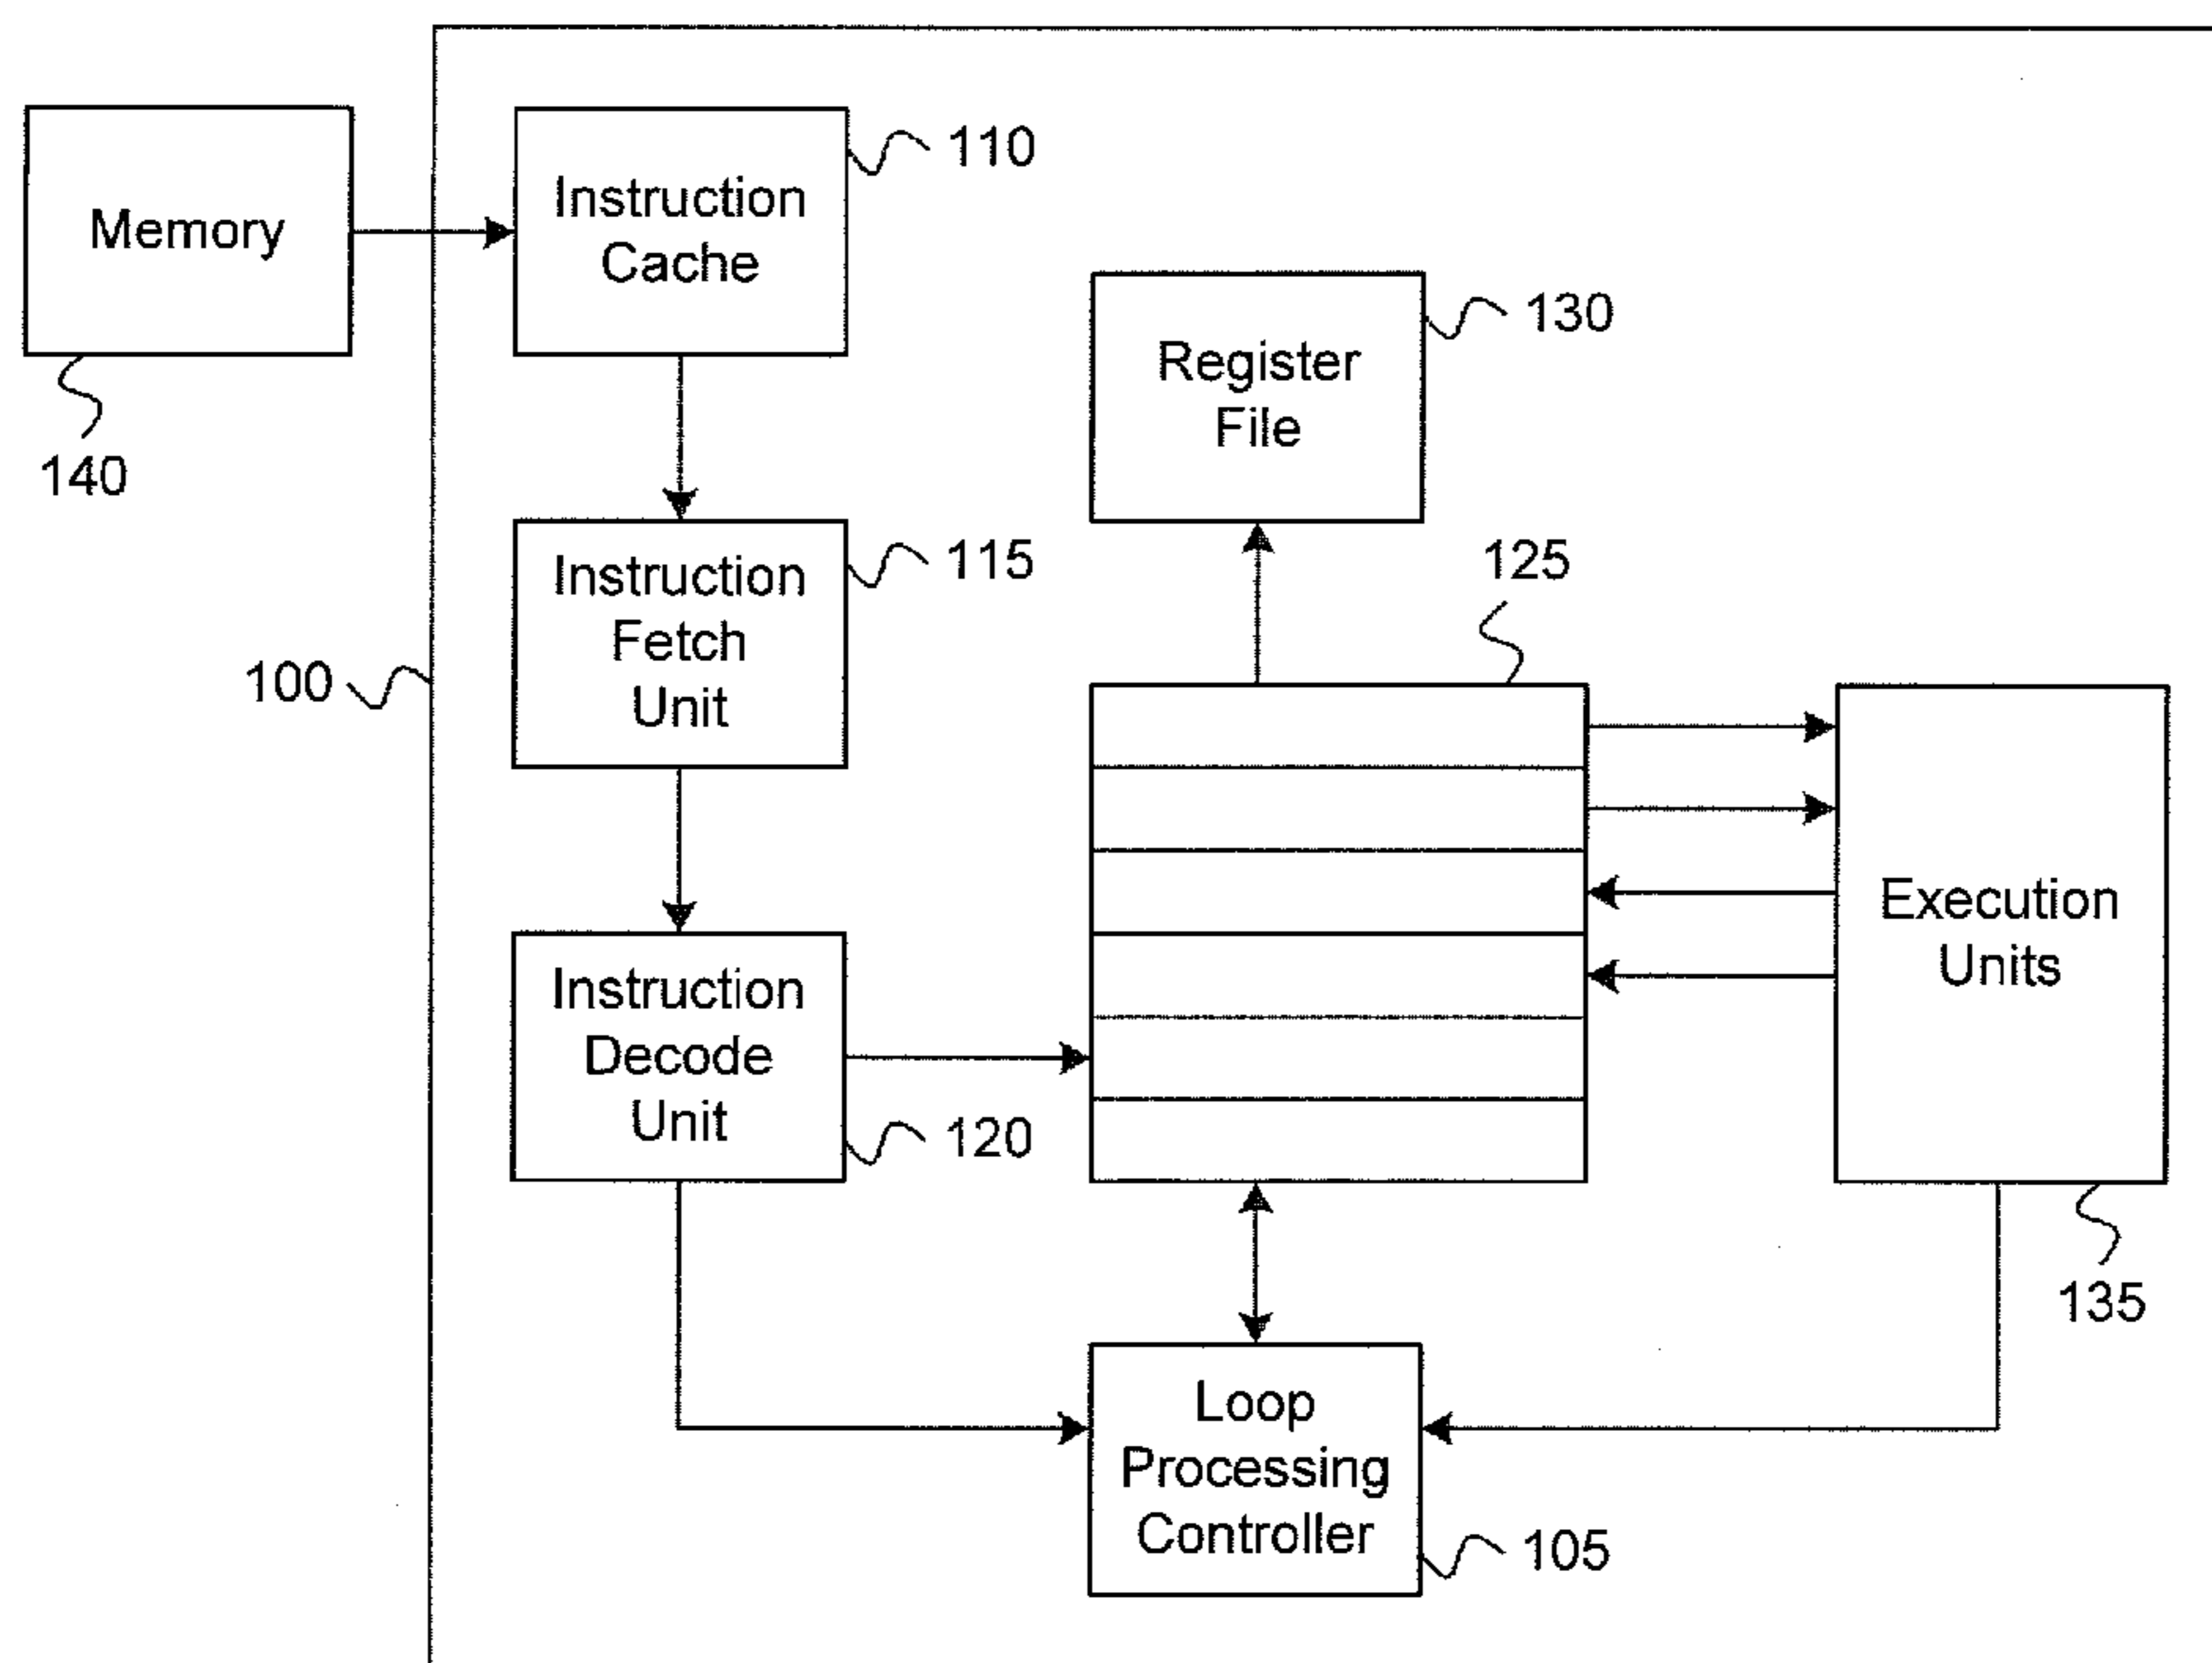 Memory
140
Instruction
Cache
110
Register
File
130
Instruction
Fetch
Unit
115
125
100
Execution
Units
135
Instruction
Decode
Unit
120
Loop
Processing
Controller
105